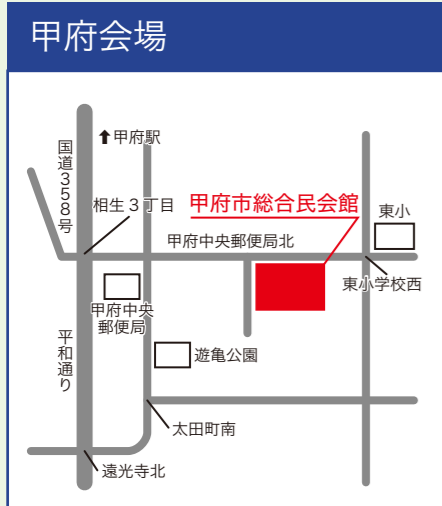 甲府会場
国道358号
⬆甲府駅
相生3丁目
甲府市総合民会館
東小
甲府中央郵便局北
東小学校西
甲府中央
郵便局
平和通り
遊亀公園
太田町南
遠光寺北